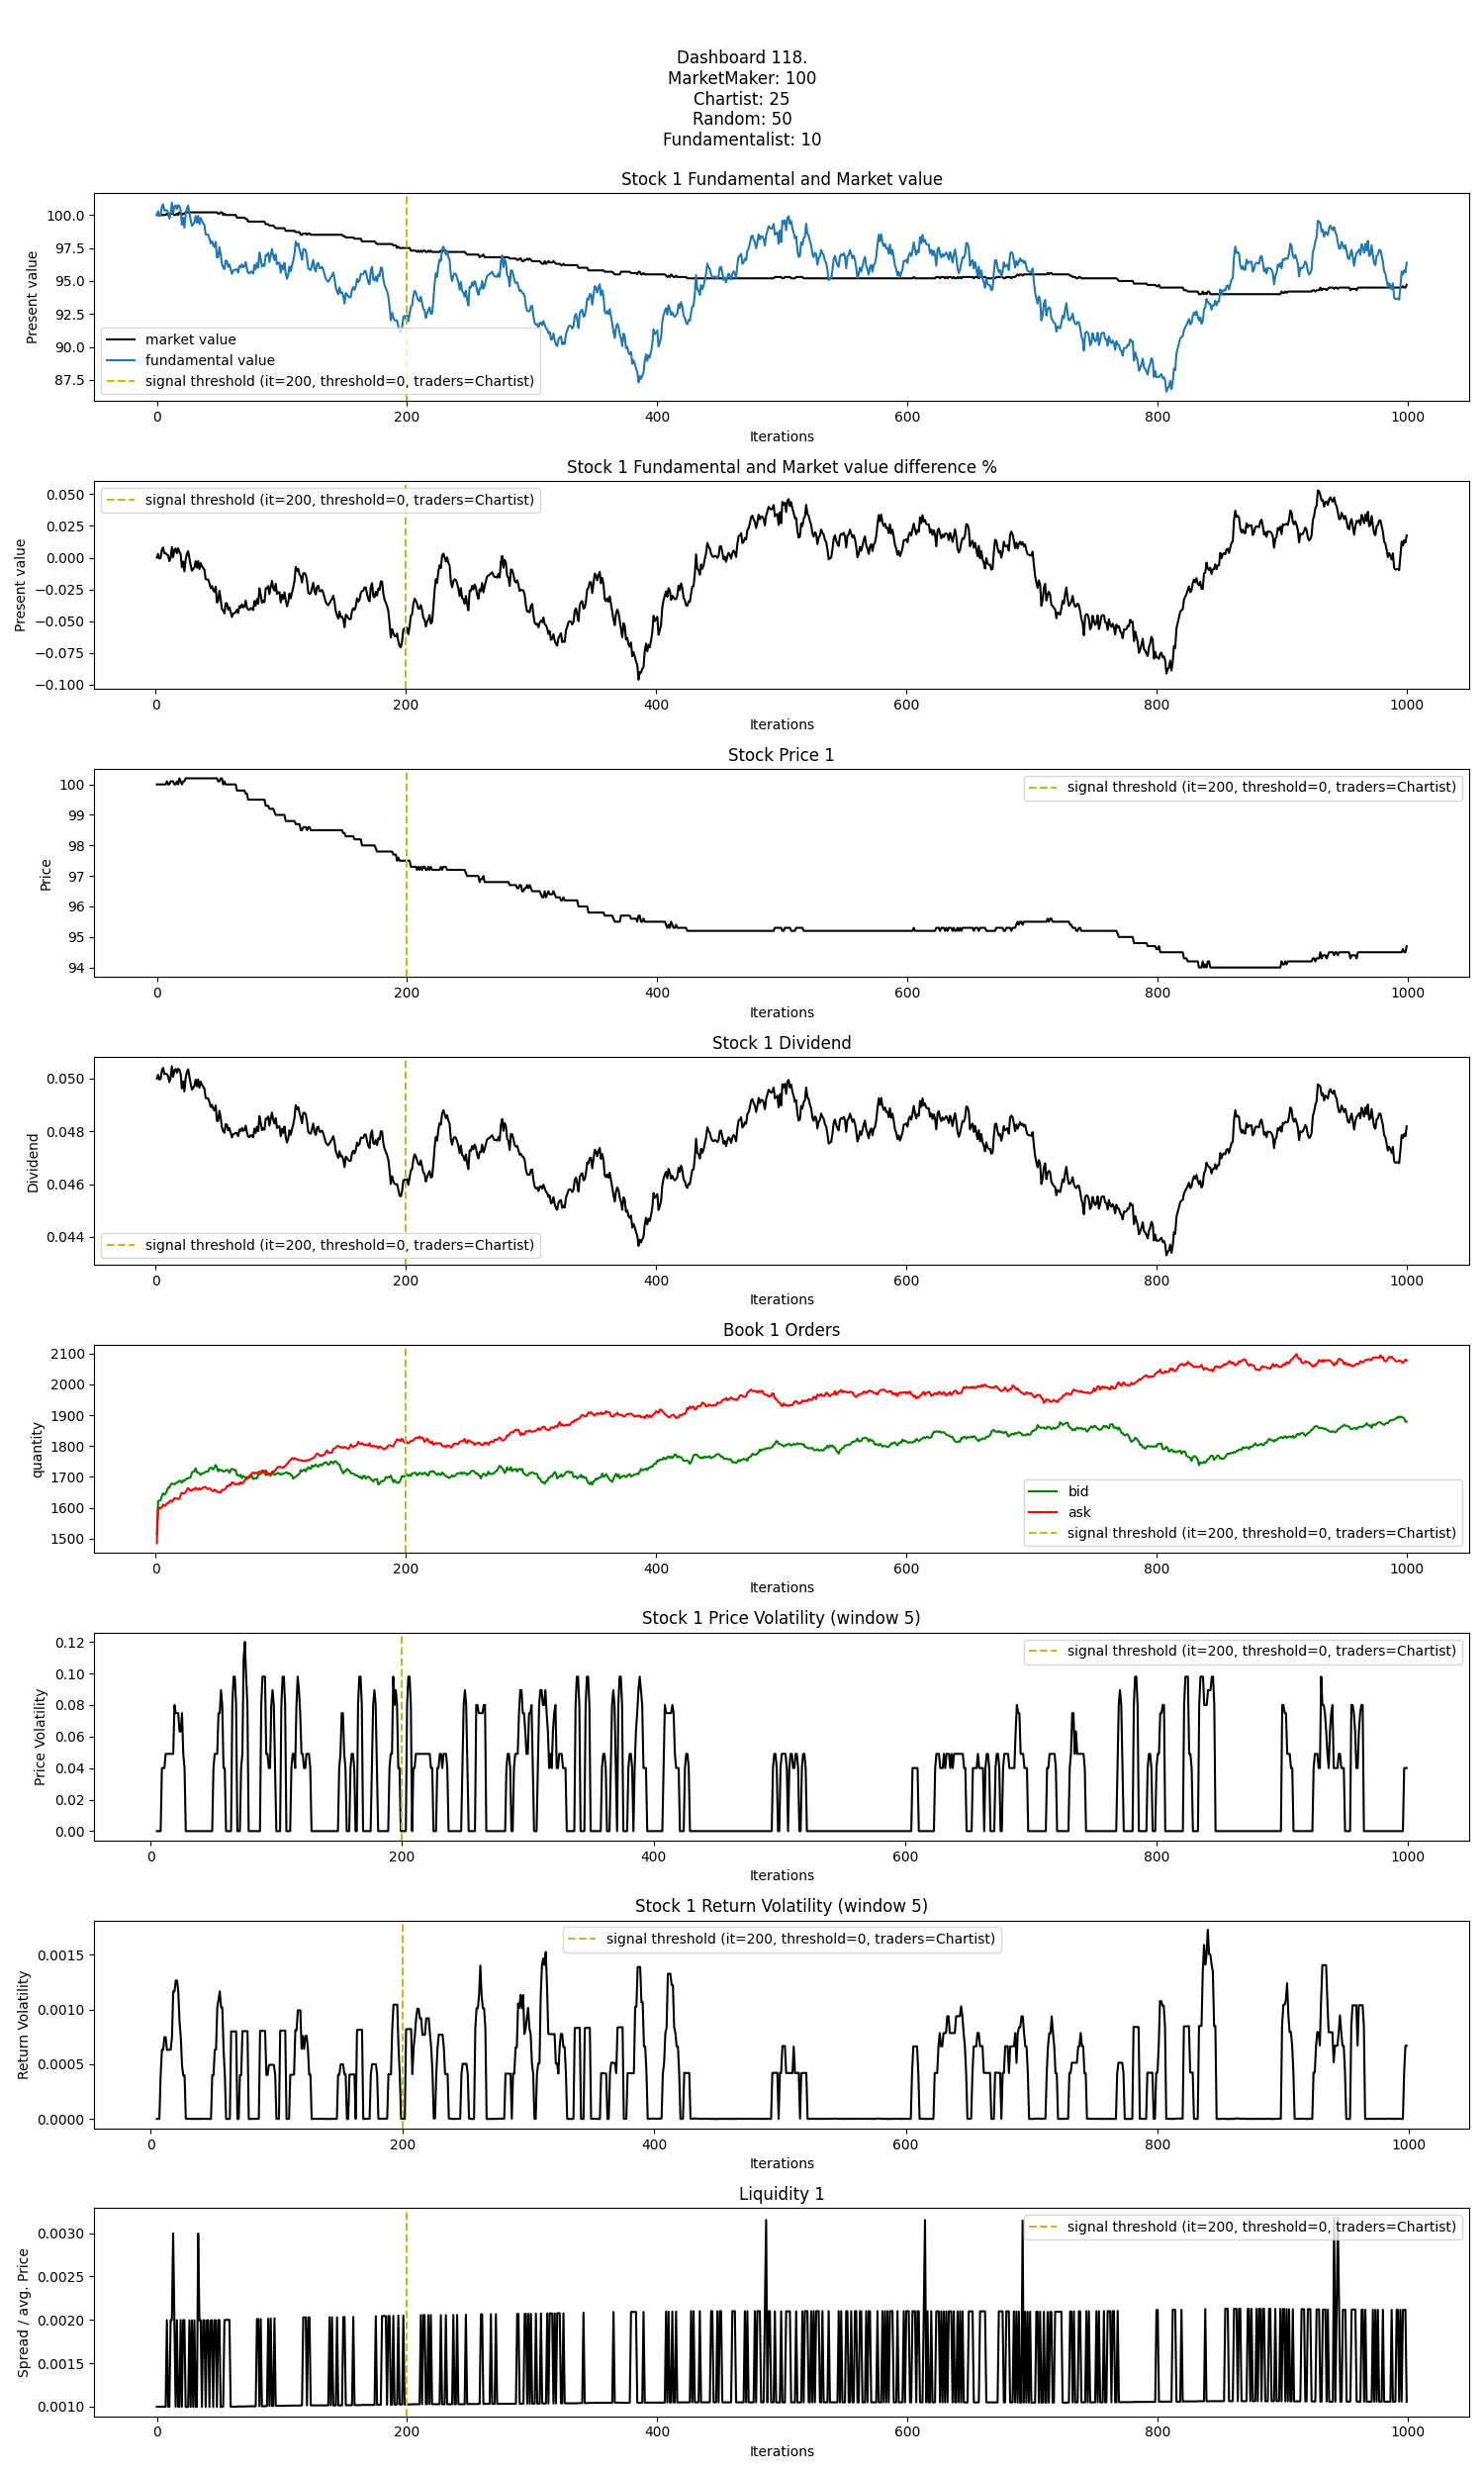 Dashboard 118.
MarketMaker: 100
Chartist: 25
Random: 50
Fundamentalist: 10
Stock 1 Fundamental and Market value
Present value
100.0
97.5
95.0
92.5
90.0
87.5
market value
fundamental value
signal threshold (it=200, threshold=0, traders=Chartist)
0 200 400 600 800 1000
Iterations
Stock 1 Fundamental and Market value difference %
Present value
0.050
0.025
0.000
−0.025
−0.050
−0.075
−0.100
signal threshold (it=200, threshold=0, traders=Chartist)
0 200 400 600 800 1000
Iterations
Stock Price 1
Price
100
99
98
97
96
95
94
signal threshold (it=200, threshold=0, traders=Chartist)
0 200 400 600 800 1000
Iterations
Stock 1 Dividend
Dividend
0.050
0.048
0.046
0.044
signal threshold (it=200, threshold=0, traders=Chartist)
0 200 400 600 800 1000
Iterations
Book 1 Orders
quantity
2100
2000
1900
1800
1700
1600
1500
bid
ask
signal threshold (it=200, threshold=0, traders=Chartist)
0 200 400 600 800 1000
Iterations
Stock 1 Price Volatility (window 5)
Price Volatility
0.12
0.10
0.08
0.06
0.04
0.02
0.00
signal threshold (it=200, threshold=0, traders=Chartist)
0 200 400 600 800 1000
Iterations
Stock 1 Return Volatility (window 5)
Return Volatility
0.0015
0.0010
0.0005
0.0000
signal threshold (it=200, threshold=0, traders=Chartist)
0 200 400 600 800 1000
Iterations
Liquidity 1
Spread / avg. Price
0.0030
0.0025
0.0020
0.0015
0.0010
signal threshold (it=200, threshold=0, traders=Chartist)
0 200 400 600 800 1000
Iterations